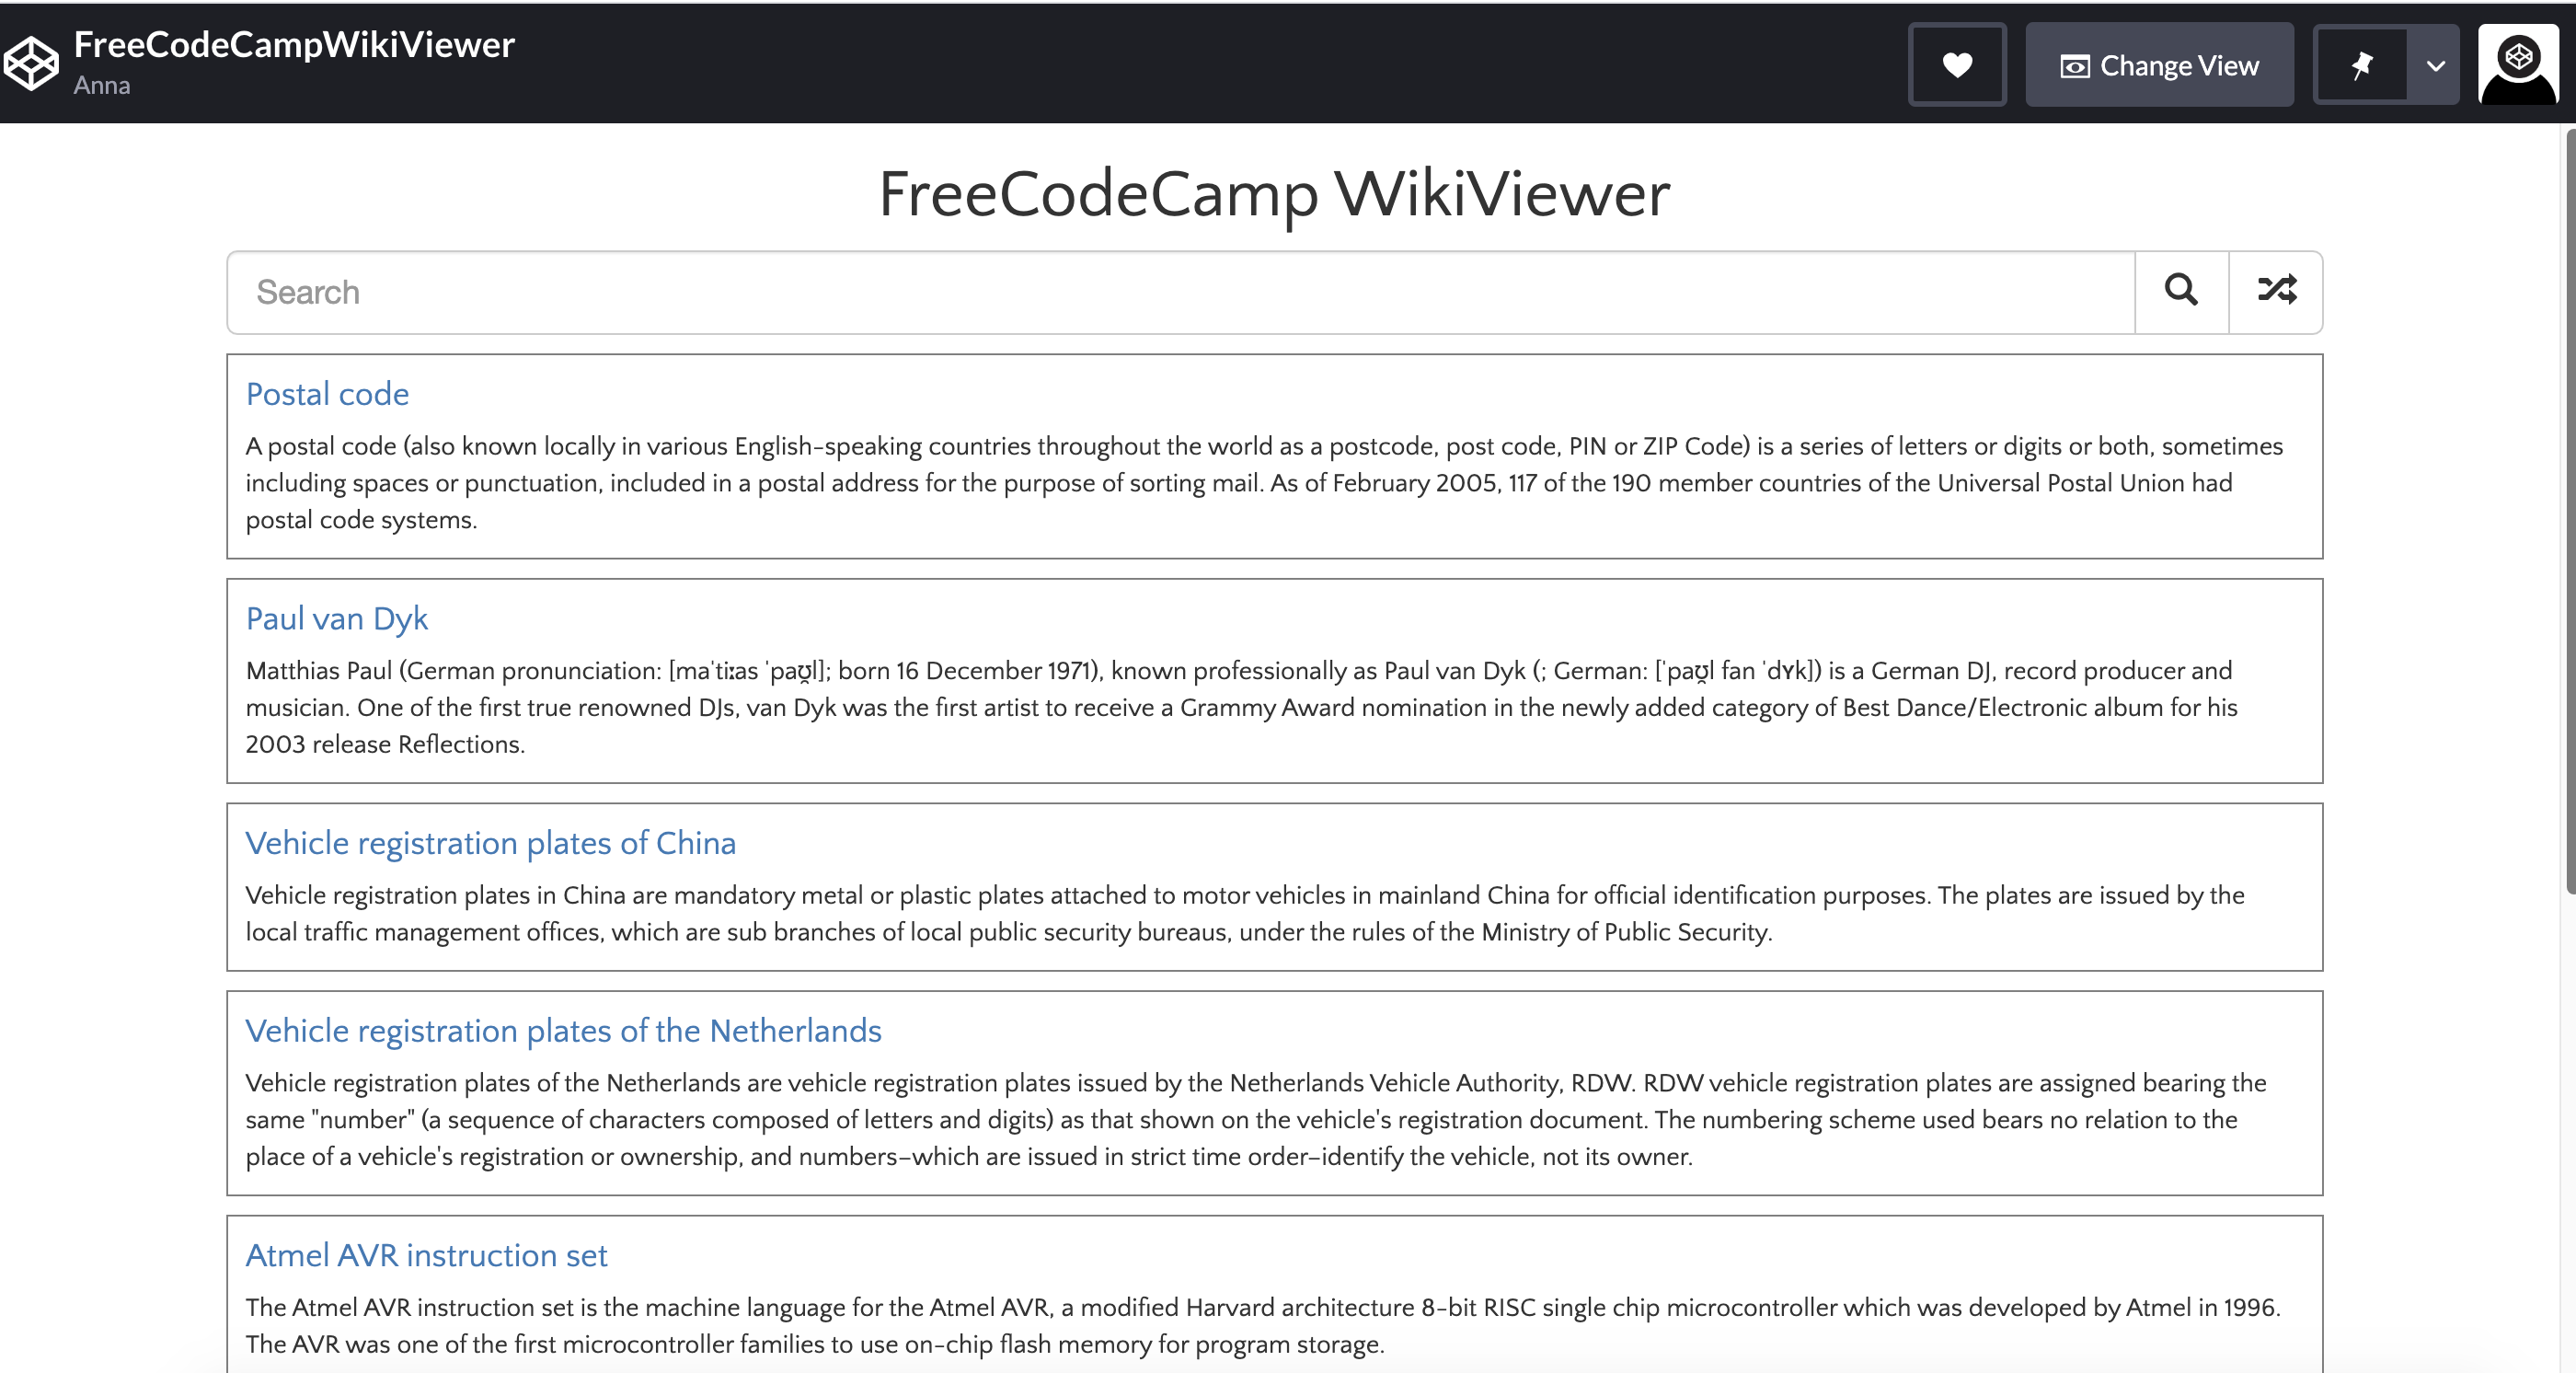 FreeCodeCampWikiViewer
Anna
Change View
FreeCodeCamp WikiViewer
Search
Postal code
A postal code (also known locally in various English-speaking countries throughout the world as a postcode, post code, PIN or ZIP Code) is a series of letters or digits or both, sometimes
including spaces or punctuation, included in a postal address for the purpose of sorting mail. As of February 2005, 117 of the 190 member countries of the Universal Postal Union had
postal code systems.
Paul van Dyk
Matthias Paul (German pronunciation: [maˈtiːas ˈpaʊ̯l]; born 16 December 1971), known professionally as Paul van Dyk (; German: [ˈpaʊ̯l fan ˈdʏk]) is a German DJ, record producer and
musician. One of the first true renowned DJs, van Dyk was the first artist to receive a Grammy Award nomination in the newly added category of Best Dance/Electronic album for his
2003 release Reflections.
Vehicle registration plates of China
Vehicle registration plates in China are mandatory metal or plastic plates attached to motor vehicles in mainland China for official identification purposes. The plates are issued by the
local traffic management offices, which are sub branches of local public security bureaus, under the rules of the Ministry of Public Security.
Vehicle registration plates of the Netherlands
Vehicle registration plates of the Netherlands are vehicle registration plates issued by the Netherlands Vehicle Authority, RDW. RDW vehicle registration plates are assigned bearing the
same "number" (a sequence of characters composed of letters and digits) as that shown on the vehicle's registration document. The numbering scheme used bears no relation to the
place of a vehicle's registration or ownership, and numbers–which are issued in strict time order–identify the vehicle, not its owner.
Atmel AVR instruction set
The Atmel AVR instruction set is the machine language for the Atmel AVR, a modified Harvard architecture 8-bit RISC single chip microcontroller which was developed by Atmel in 1996.
The AVR was one of the first microcontroller families to use on-chip flash memory for program storage.